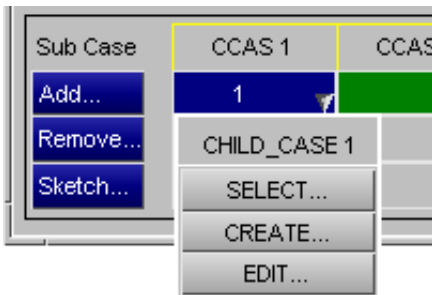 Sub Case CCAS 1 CCAS
Add... 1
Remove...
CHILD_CASE 1
Sketch...
SELECT...
CREATE...
EDIT...